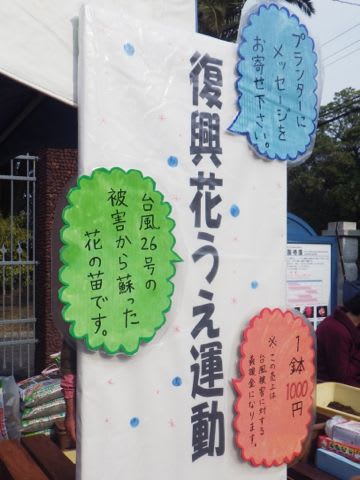 復興花うえ運動
プランターに
メッセージを
お寄せ下さい。
台風26号の
被害から蘇った
花の苗です。
1鉢1000円
※この売上は
台風被害に対する
義援金になります。